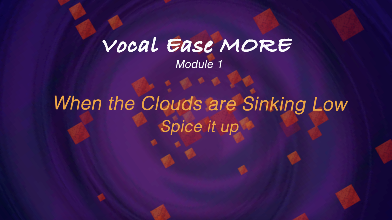 Vocal Ease MORE
Module 1
When the Clouds are Sinking Low
Spice it up